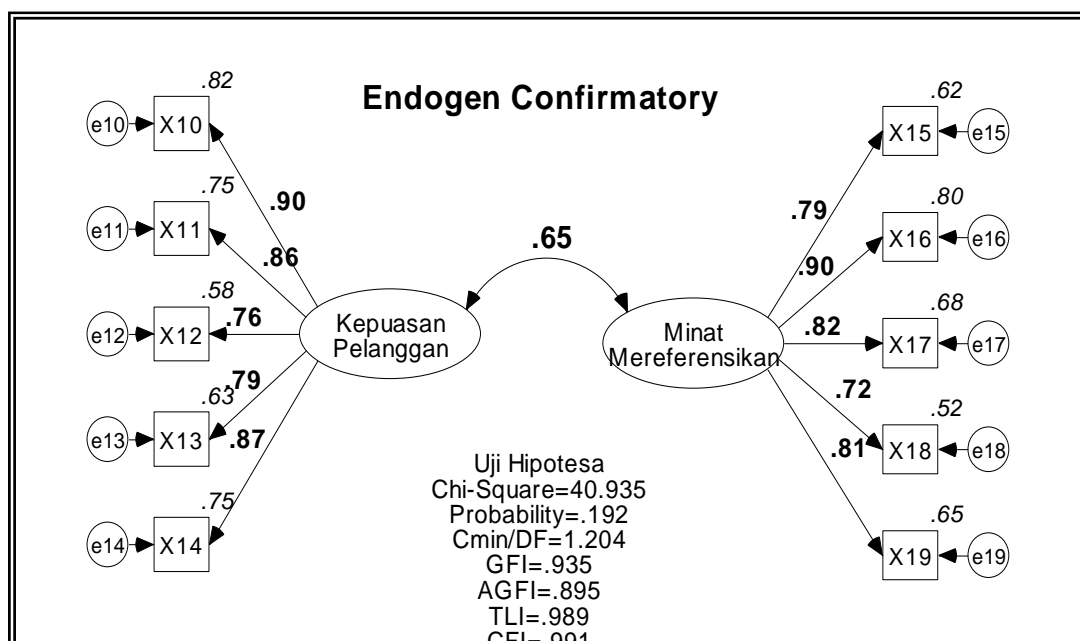 Endogen Confirmatory
.82
e10
X10
.75
e11
X11
.58
e12
X12
.63
e13
X13
.75
e14
X14
.90
.86
.76
.79
.87
Kepuasan
Pelanggan
.65
Minat
Mereferensikan
.79
.90
.82
.72
.81
.62
X15
e15
.80
X16
e16
.68
X17
e17
.52
X18
e18
.65
X19
e19
Uji Hipotesa
Chi-Square=40.935
Probability=.192
Cmin/DF=1.204
GFI=.935
AGFI=.895
TLI=.989
CFI=.991